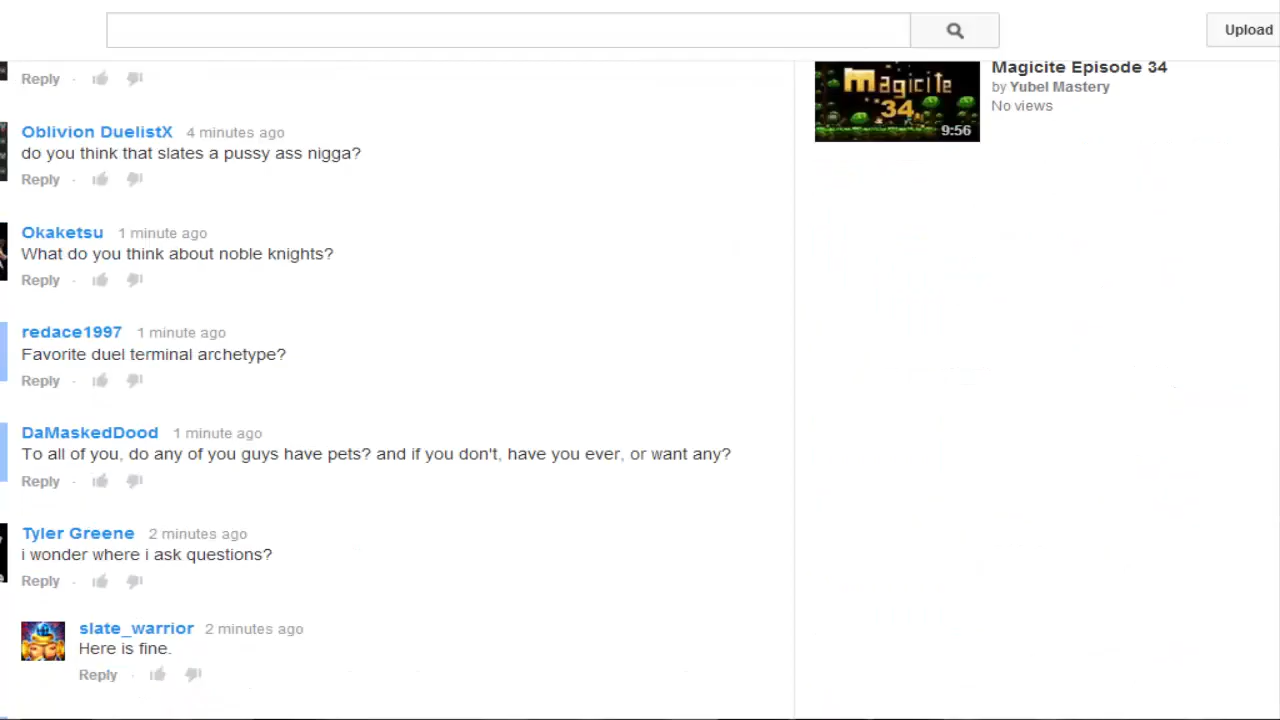 Upload
Reply ·
Magicite Episode 34
by Yubel Mastery
No views
magicite
34
9:56
Oblivion DuelistX 4 minutes ago
do you think that slates a pussy ass nigga?
Reply ·
Okaketsu 1 minute ago
What do you think about noble knights?
Reply ·
redace1997 1 minute ago
Favorite duel terminal archetype?
Reply ·
DaMaskedDood 1 minute ago
To all of you, do any of you guys have pets? and if you don't, have you ever, or want any?
Reply ·
Tyler Greene 2 minutes ago
i wonder where i ask questions?
Reply ·
slate_warrior 2 minutes ago
Here is fine.
Reply ·